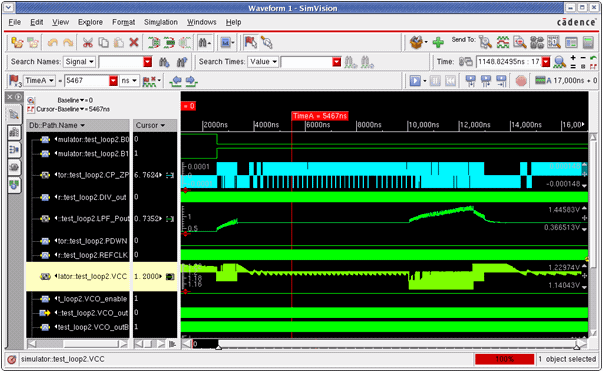 Waveform 1 - SimVision
File Edit View Explore Format Simulation Windows Help
cādence
Send To:
Search Names: Signal
Search Times: Value
Time: 1148.82495ns : 17
TimeA = 5467 ns
17,000ns + 0
Baseline = 0
Cursor-Baseline = 5467ns
= 0
TimeA = 5467ns
Db::Path Name Cursor
2000ns 4000ns 6000ns 8000ns 10,000ns 12,000ns 14,000ns 16,00
mulator::test_loop2.B0 0
mulator::test_loop2.B1 1
tor::test_loop2.CP_ZP 6.7624
-0.0001
-0.000148
r::test_loop2.DIV_out 0
::test_loop2.LPF_Pout 0.7352
1
0.5
1.44563V
0.366513V
tor::test_loop2.PDWN 0
r::test_loop2.REFCLK 1
lator::test_loop2.VCC 1.2000
1.18
1.16
1.22974V
1.14043V
t_loop2.VCO_enable 1
::test_loop2.VCO_out 0
test_loop2.VCO_outB 1
0
simulator::test_loop2.VCC
100%
1 object selected